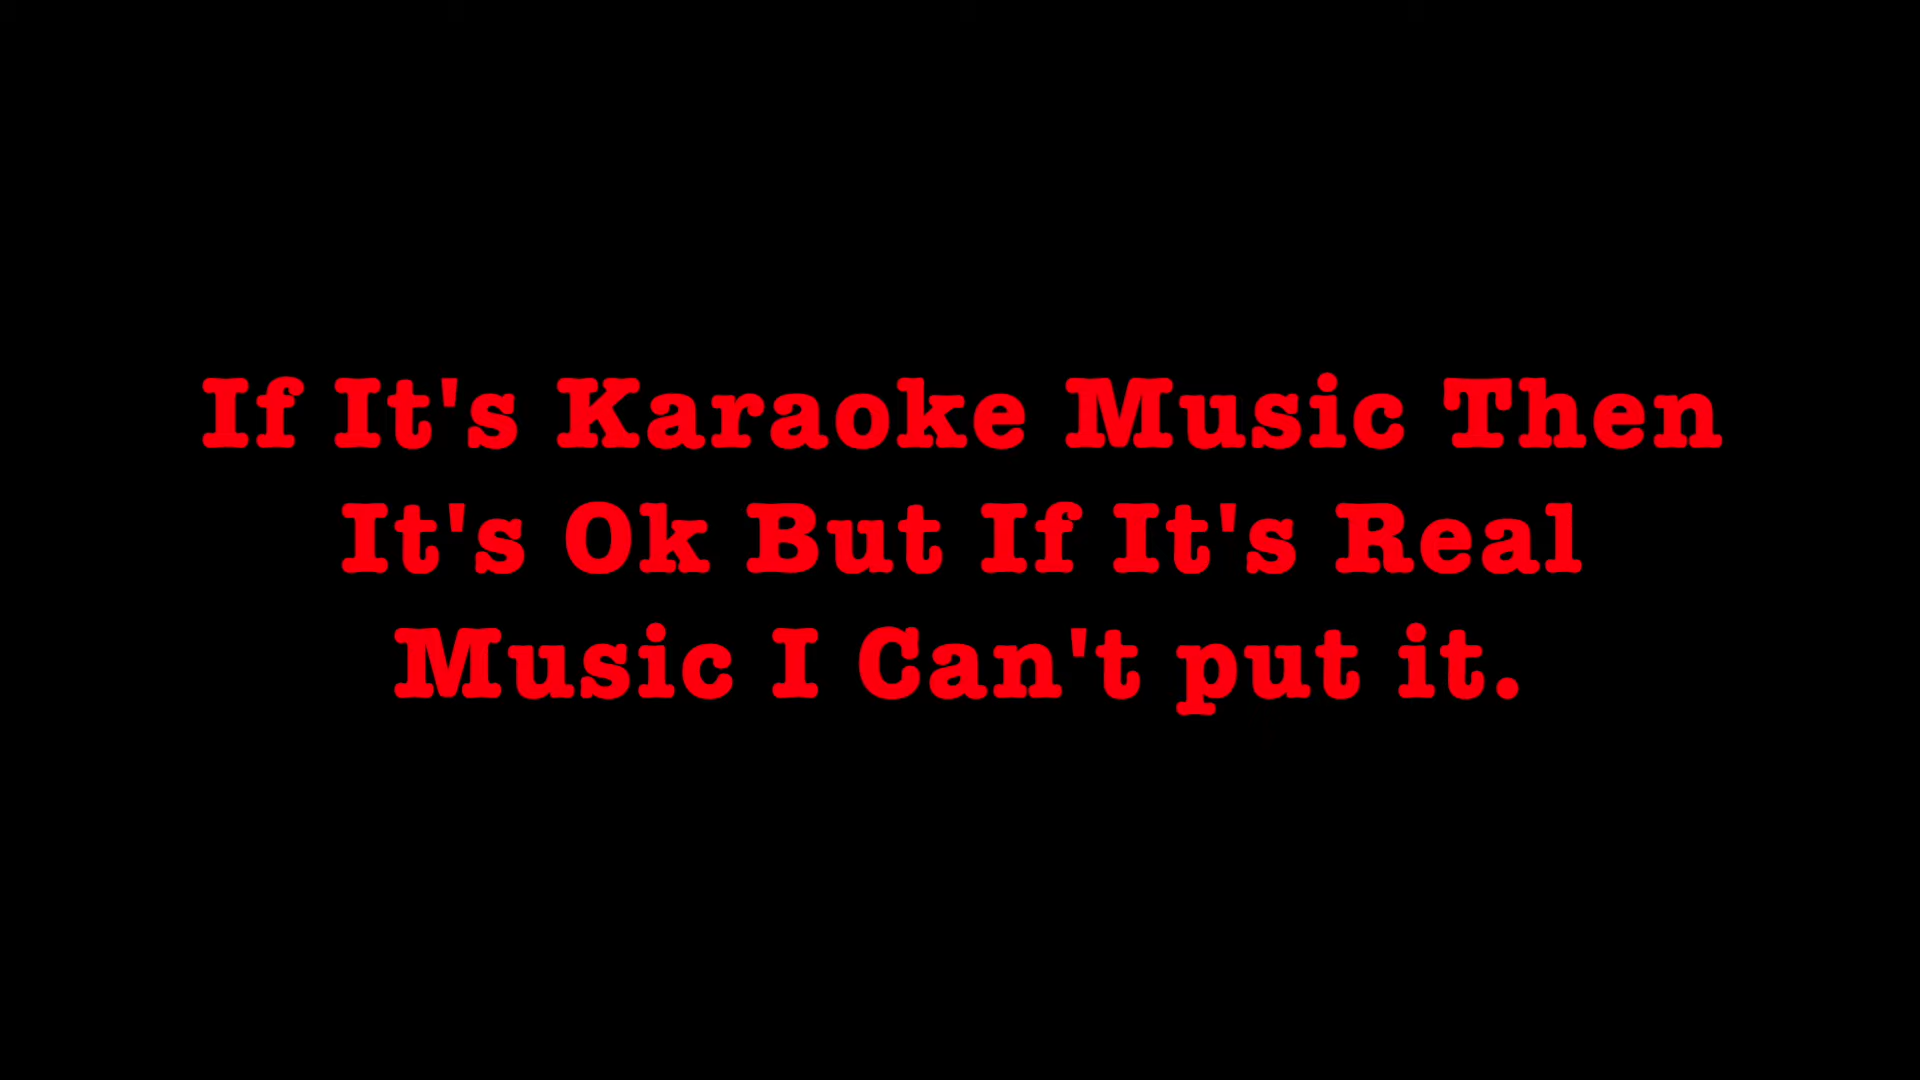 If It's Karaoke Music Then
It's Ok But If It's Real
Music I Can't put it.